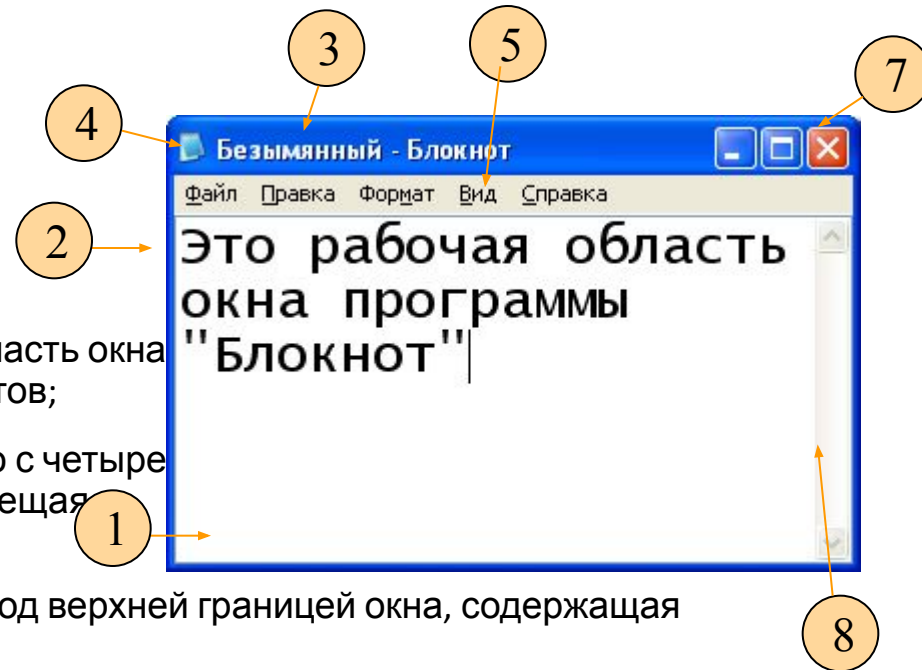 3
5
7
4
Безымянный - Блокнот
Файл Правка Формат Вид Справка
2
Это рабочая область
окна программы
"Блокнот"
ласть окна
тов;
с четыре
ещая
1
од верхней границей окна, содержащая
8